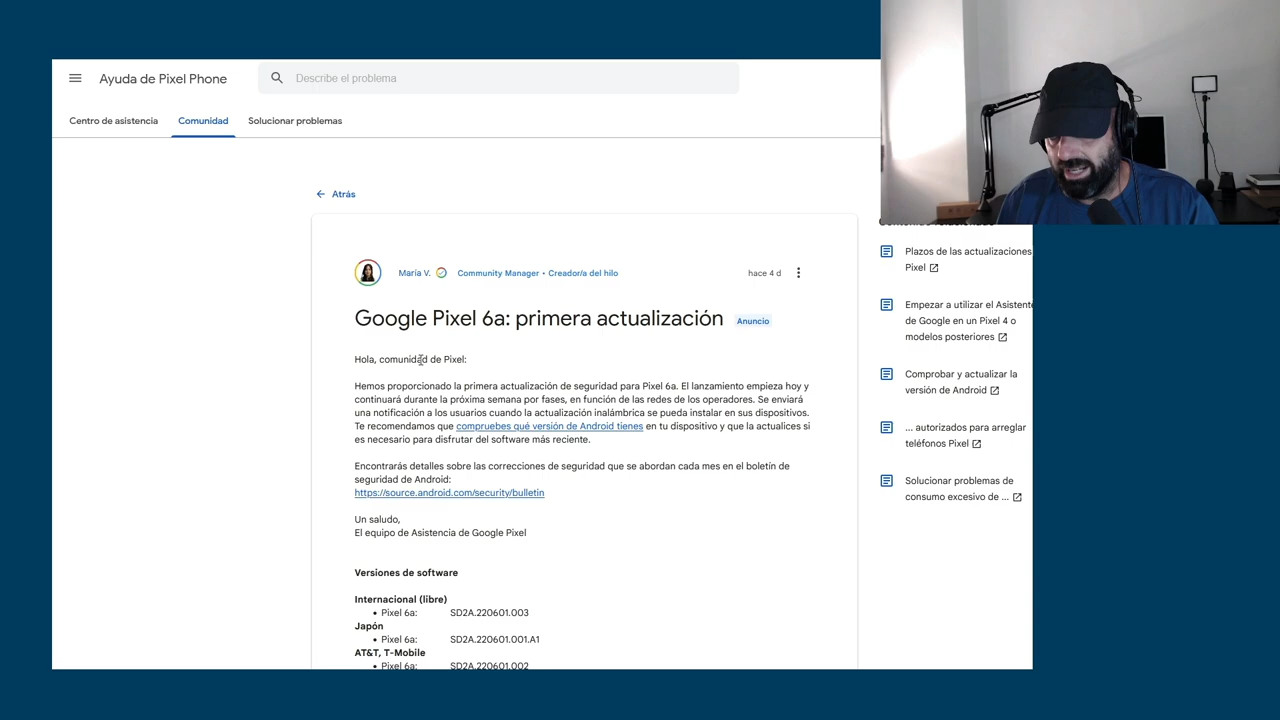 Ayuda de Pixel Phone
Describe el problema
Centro de asistencia
Comunidad
Solucionar problemas
Atrás
María V.
Community Manager • Creador/a del hilo
hace 4 d
Google Pixel 6a: primera actualización
Anuncio
Hola, comunidad de Pixel:
Hemos proporcionado la primera actualización de seguridad para Pixel 6a. El lanzamiento empieza hoy y
continuará durante la próxima semana por fases, en función de las redes de los operadores. Se enviará
una notificación a los usuarios cuando la actualización inalámbrica se pueda instalar en sus dispositivos.
Te recomendamos que compruebes qué versión de Android tienes en tu dispositivo y que la actualices si
es necesario para disfrutar del software más reciente.
Encontrarás detalles sobre las correcciones de seguridad que se abordan cada mes en el boletín de
seguridad de Android:
https://source.android.com/security/bulletin
Un saludo,
El equipo de Asistencia de Google Pixel
Versiones de software
Internacional (libre)
• Pixel 6a: SD2A.220601.003
Japón
• Pixel 6a: SD2A.220601.001.A1
AT&T, T-Mobile
• Pixel 6a: SD2A.220601.002
Plazos de las actualizaciones
Pixel
Empezar a utilizar el Asistente
de Google en un Pixel 4 o
modelos posteriores
Comprobar y actualizar la
versión de Android
... autorizados para arreglar
teléfonos Pixel
Solucionar problemas de
consumo excesivo de ...